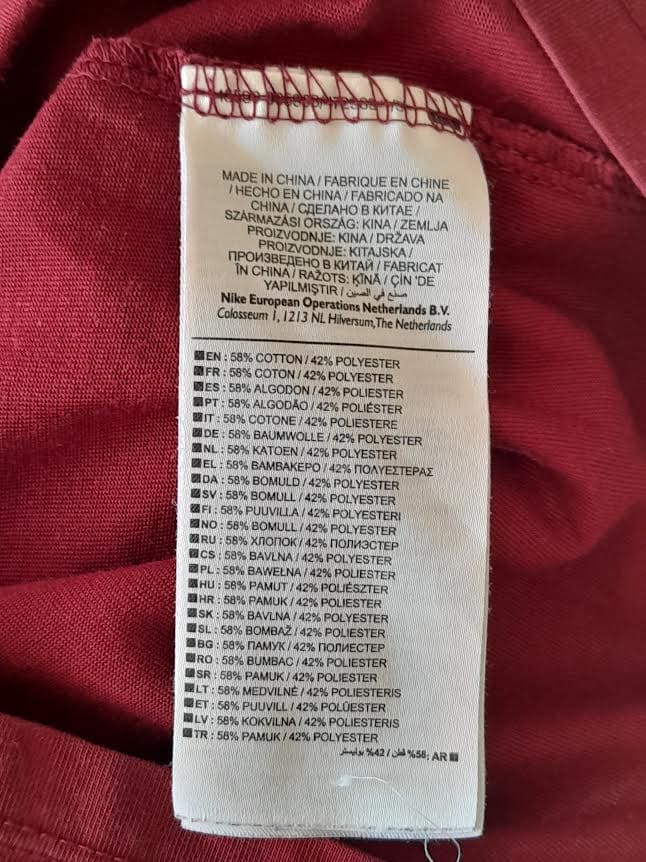 MADE IN CHINA / FABRIQUE EN CHINE
/ HECHO EN CHINA / FABRICADO NA
CHINA / СДЕЛАНО В КИТАЕ /
SZÁRMAZÁSI ORSZÁG: KINA / ZEMLJA
PROIZVODNJE: KINA / DRŽAVA
PROIZVODNJE: KITAJSKA /
ПРОИЗВЕДЕНО В КИТАЙ / FABRICAT
ÎN CHINA / RAŽOTS: ĶĪNĀ / ÇİN 'DE
YAPILMIŞTIR / صنع في الصين
Nike European Operations Netherlands B.V.
Colosseum 1, 1213 NL Hilversum, The Netherlands
EN : 58% COTTON / 42% POLYESTER
FR : 58% COTON / 42% POLYESTER
ES : 58% ALGODON / 42% POLIESTER
PT : 58% ALGODÃO / 42% POLIÉSTER
IT : 58% COTONE / 42% POLIESTERE
DE : 58% BAUMWOLLE / 42% POLYESTER
NL : 58% KATOEN / 42% POLYESTER
EL : 58% ΒΑΜΒΑΚΕΡΟ / 42% ΠΟΛΥΕΣΤΕΡΑΣ
DA : 58% BOMULD / 42% POLYESTER
SV : 58% BOMULL / 42% POLYESTER
FI : 58% PUUVILLA / 42% POLYESTERI
NO : 58% BOMULL / 42% POLYESTER
RU : 58% ХЛОПОК / 42% ПОЛИЭСТЕР
CS : 58% BAVLNA / 42% POLYESTER
PL : 58% BAWEŁNA / 42% POLIESTER
HU : 58% PAMUT / 42% POLIÉSZTER
HR : 58% PAMUK / 42% POLIESTER
SK : 58% BAVLNA / 42% POLYESTER
SL : 58% BOMBAŽ / 42% POLIESTER
BG : 58% ПАМУК / 42% ПОЛИЕСТЕР
RO : 58% BUMBAC / 42% POLIESTER
SR : 58% PAMUK / 42% POLIESTER
LT : 58% MEDVILNĖ / 42% POLIESTERIS
ET : 58% PUUVILL / 42% POLÜESTER
LV : 58% KOKVILNA / 42% POLIESTERIS
TR : 58% PAMUK / 42% POLYESTER
AR :58% قطن / 42% بوليستر